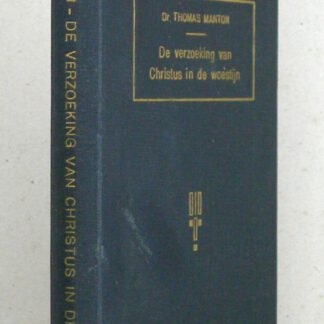 Dr. THOMAS MANTON
De verzoeking van
Christus in de woestijn
- DE VERZOEKING VAN CHRISTUS IN DE